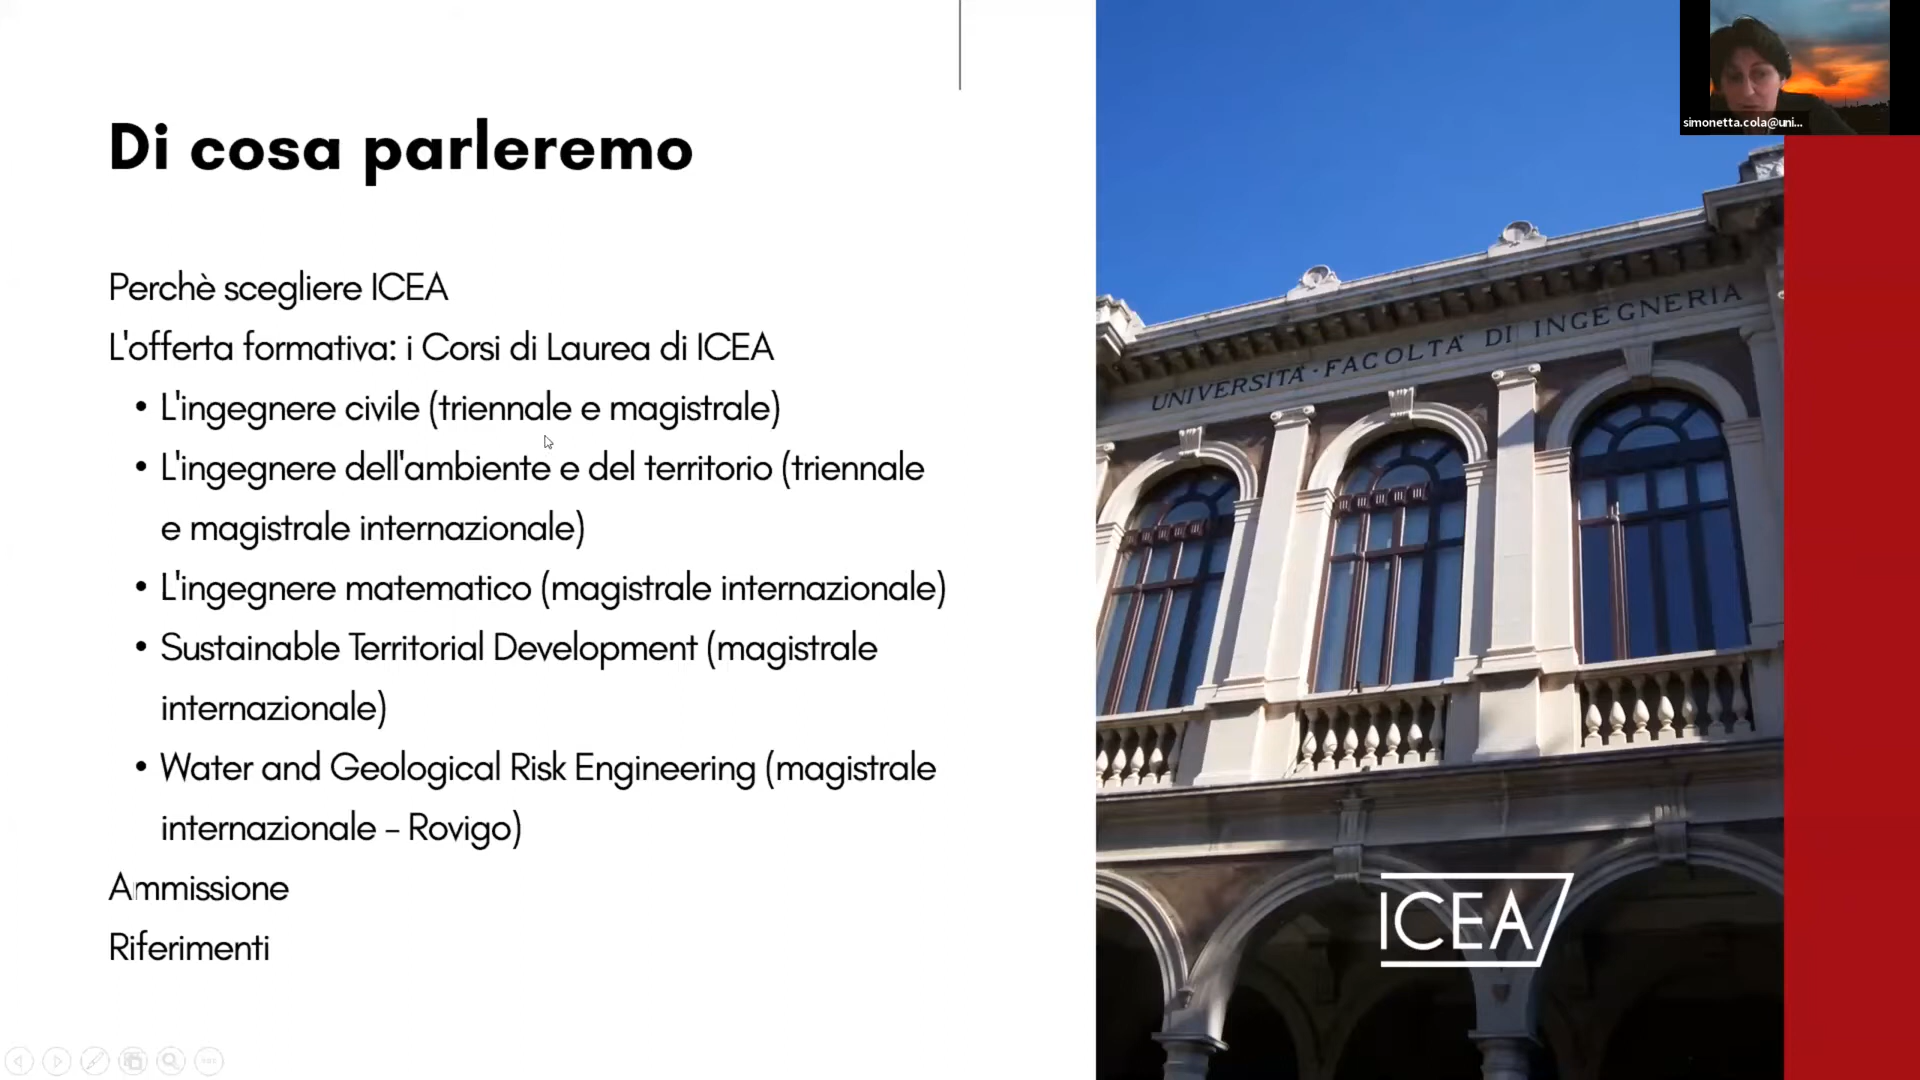 Di cosa parleremo
Perchè scegliere ICEA
L'offerta formativa: i Corsi di Laurea di ICEA
• L'ingegnere civile (triennale e magistrale)
• L'ingegnere dell'ambiente e del territorio (triennale
e magistrale internazionale)
• L'ingegnere matematico (magistrale internazionale)
• Sustainable Territorial Development (magistrale
internazionale)
• Water and Geological Risk Engineering (magistrale
internazionale - Rovigo)
Ammissione
Riferimenti
simonetta.cola@uni...
UNIVERSITA · FACOLTA' DI INGEGNERIA
ICEA